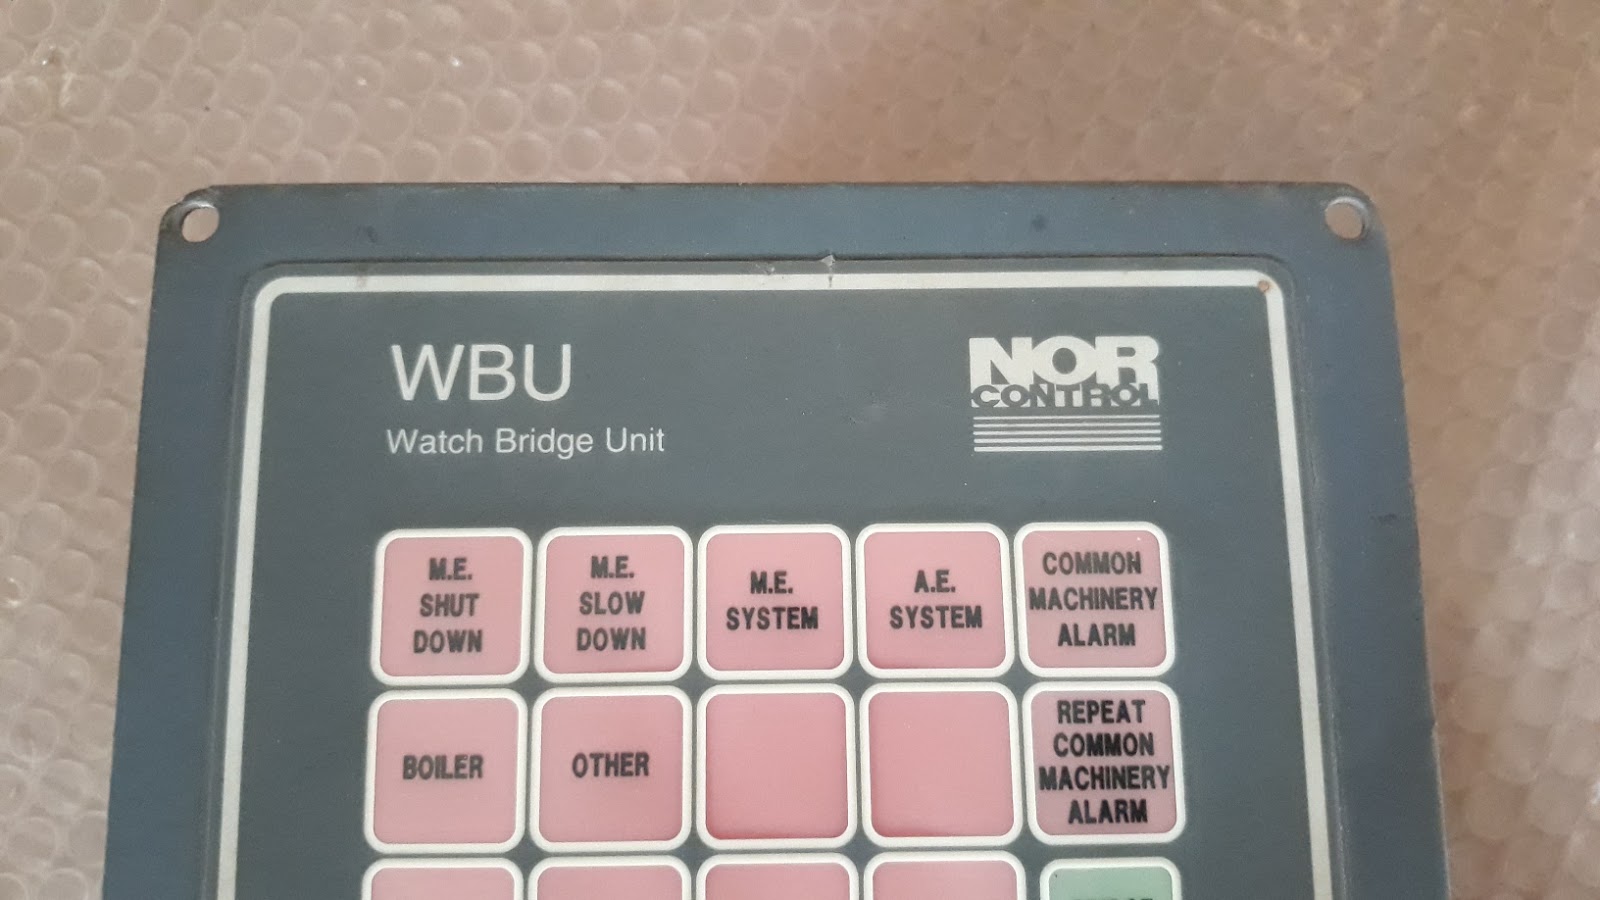 WBU
Watch Bridge Unit
NOR
CONTROL
M.E.
SHUT
DOWN
M.E.
SLOW
DOWN
M.E.
SYSTEM
A.E.
SYSTEM
COMMON
MACHINERY
ALARM
BOILER
OTHER
REPEAT
COMMON
MACHINERY
ALARM